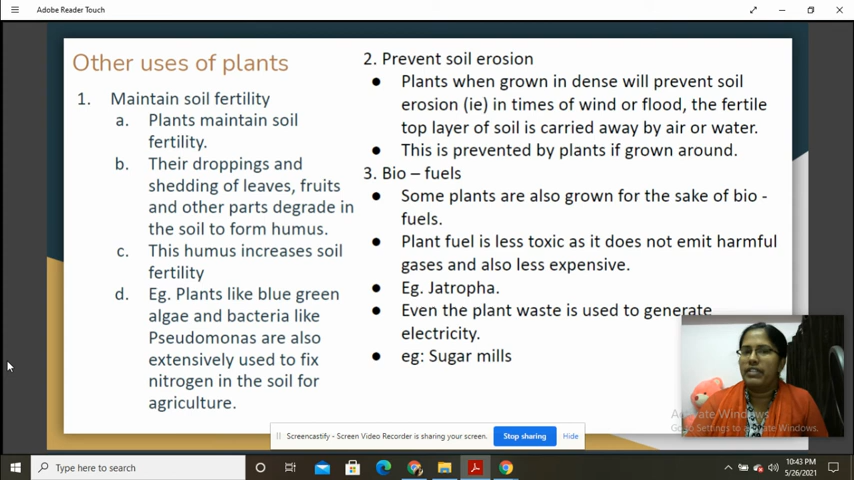 Adobe Reader Touch
Other uses of plants
1. Maintain soil fertility
a. Plants maintain soil
fertility.
b. Their droppings and
shedding of leaves, fruits
and other parts degrade in
the soil to form humus.
c. This humus increases soil
fertility
d. Eg. Plants like blue green
algae and bacteria like
Pseudomonas are also
extensively used to fix
nitrogen in the soil for
agriculture.
2. Prevent soil erosion
● Plants when grown in dense will prevent soil
erosion (ie) in times of wind or flood, the fertile
top layer of soil is carried away by air or water.
● This is prevented by plants if grown around.
3. Bio – fuels
● Some plants are also grown for the sake of bio -
fuels.
● Plant fuel is less toxic as it does not emit harmful
gases and also less expensive.
● Eg. Jatropha.
● Even the plant waste is used to generate
electricity.
● eg: Sugar mills
Activate Windows
Go to Settings to activate Windows.
Screencastify - Screen Video Recorder is sharing your screen. Stop sharing Hide
Type here to search
10:43 PM
5/26/2021